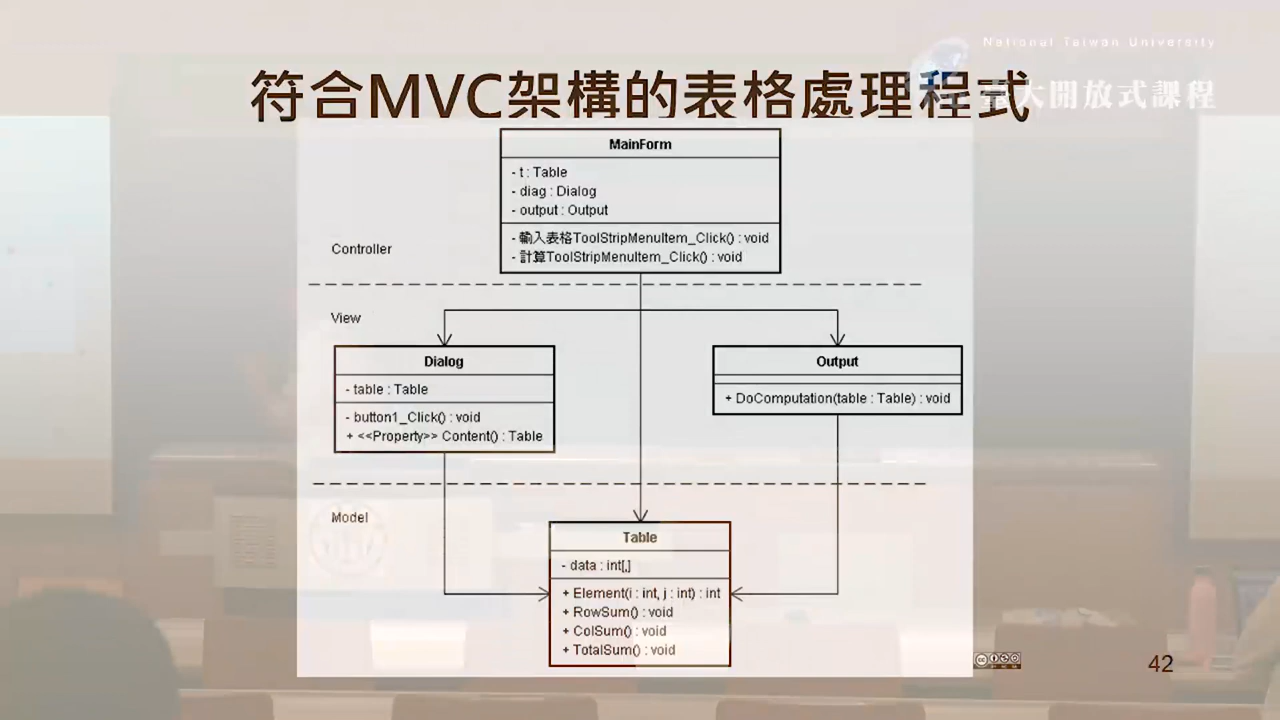 National Taiwan University
臺大開放式課程
符合MVC架構的表格處理程式
MainForm
- t : Table
- diag : Dialog
- output : Output
- 輸入表格ToolStripMenuItem_Click() : void
- 計算ToolStripMenuItem_Click() : void
Controller
View
Dialog
- table : Table
- button1_Click() : void
+ <<Property>> Content() : Table
Output
+ DoComputation(table : Table) : void
Model
Table
- data : int[,]
+ Element(i : int, j : int) : int
+ RowSum() : void
+ ColSum() : void
+ TotalSum() : void
42